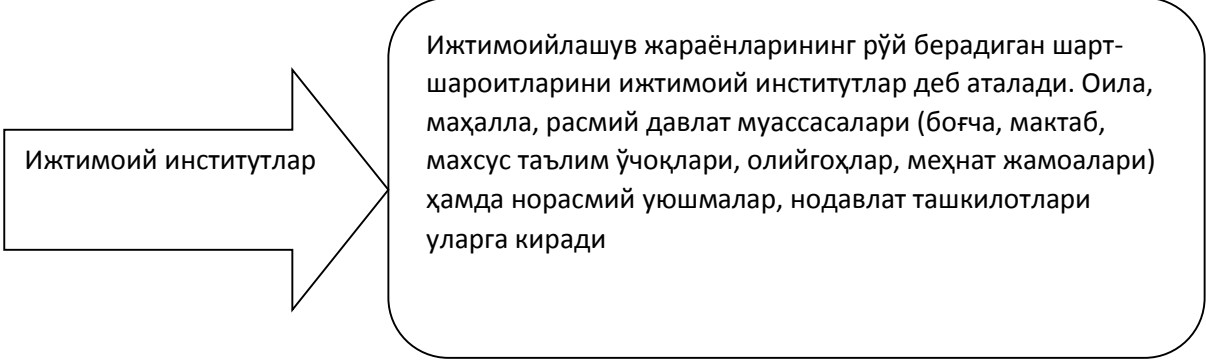 Ижтимоий институтлар
Ижтимоийлашув жараёнларининг рўй берадиган шарт-
шароитларини ижтимоий институтлар деб аталади. Оила,
маҳалла, расмий давлат муассасалари (боғча, мактаб,
махсус таълим ўчоқлари, олийгоҳлар, меҳнат жамоалари)
ҳамда норасмий уюшмалар, нодавлат ташкилотлари
уларга киради